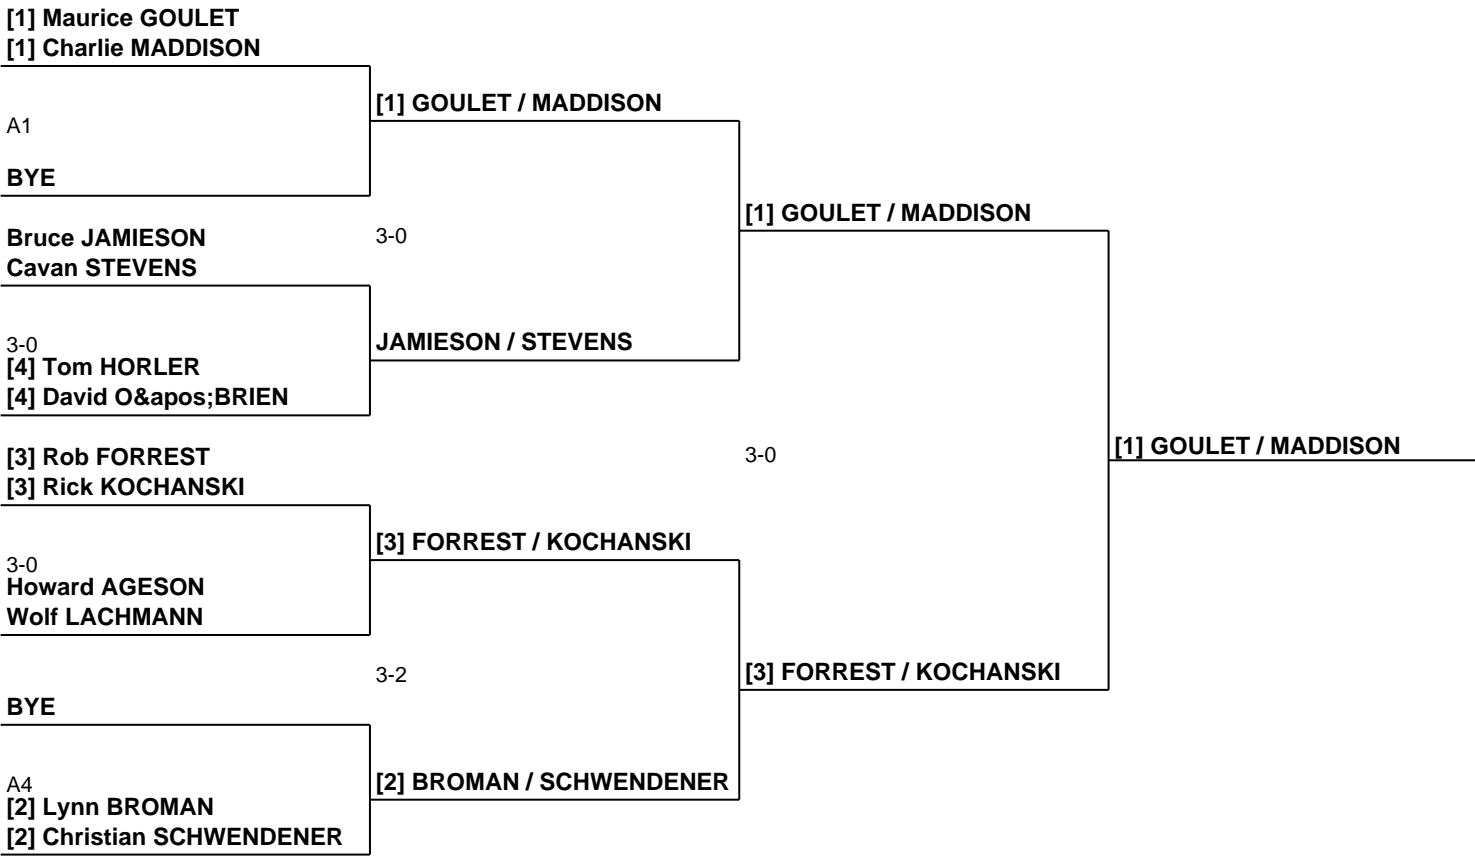 [1] Maurice GOULET
[1] Charlie MADDISON
[1] GOULET / MADDISON
A1
BYE
[1] GOULET / MADDISON
Bruce JAMIESON
3-0
Cavan STEVENS
3-0
JAMIESON / STEVENS
[4] Tom HORLER
[4] David O&apos;BRIEN
[3] Rob FORREST
3-0
[1] GOULET / MADDISON
[3] Rick KOCHANSKI
[3] FORREST / KOCHANSKI
3-0
Howard AGESON
Wolf LACHMANN
3-2
[3] FORREST / KOCHANSKI
BYE
A4
[2] BROMAN / SCHWENDENER
[2] Lynn BROMAN
[2] Christian SCHWENDENER